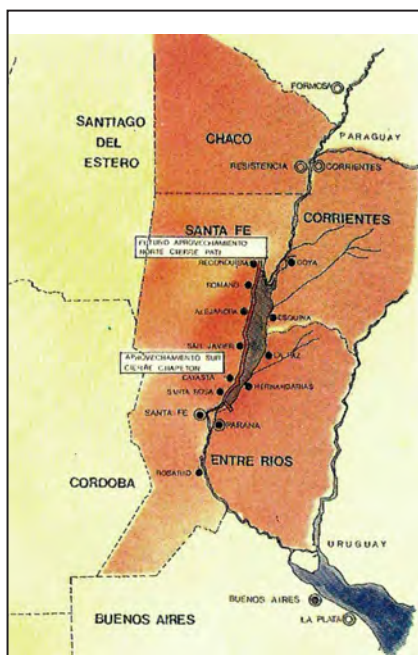 FORMOSA
SANTIAGO
DEL
ESTERO
CHACO
PARAGUAY
RESISTENCIA
CORRIENTES
CORRIENTES
SANTA FE
FUTURO APROVECHAMIENTO
NORTE CIERRE PATI
RECONQUISTA
GOYA
ROMANG
ALEJANDRA
ESQUINA
SAN JAVIER
LA PAZ
APROVECHAMIENTO SUR
CIERRE CHAPETON
CAYASTA
HERNANDARIAS
SANTA ROSA
SANTA FE
PARANA
ENTRE RIOS
CORDOBA
ROSARIO
URUGUAY
BUENOS AIRES
LA PLATA
BUENOS AIRES